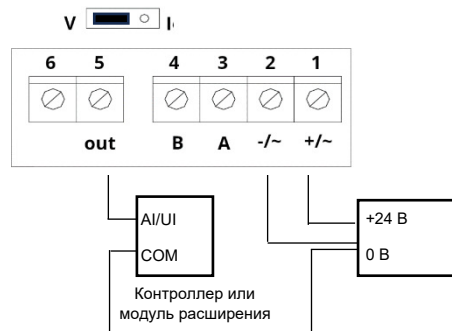 V I
6 5 4 3 2 1
out B A -/~ +/~
AI/UI
COM
+24 В
0 В
Контроллер или
модуль расширения